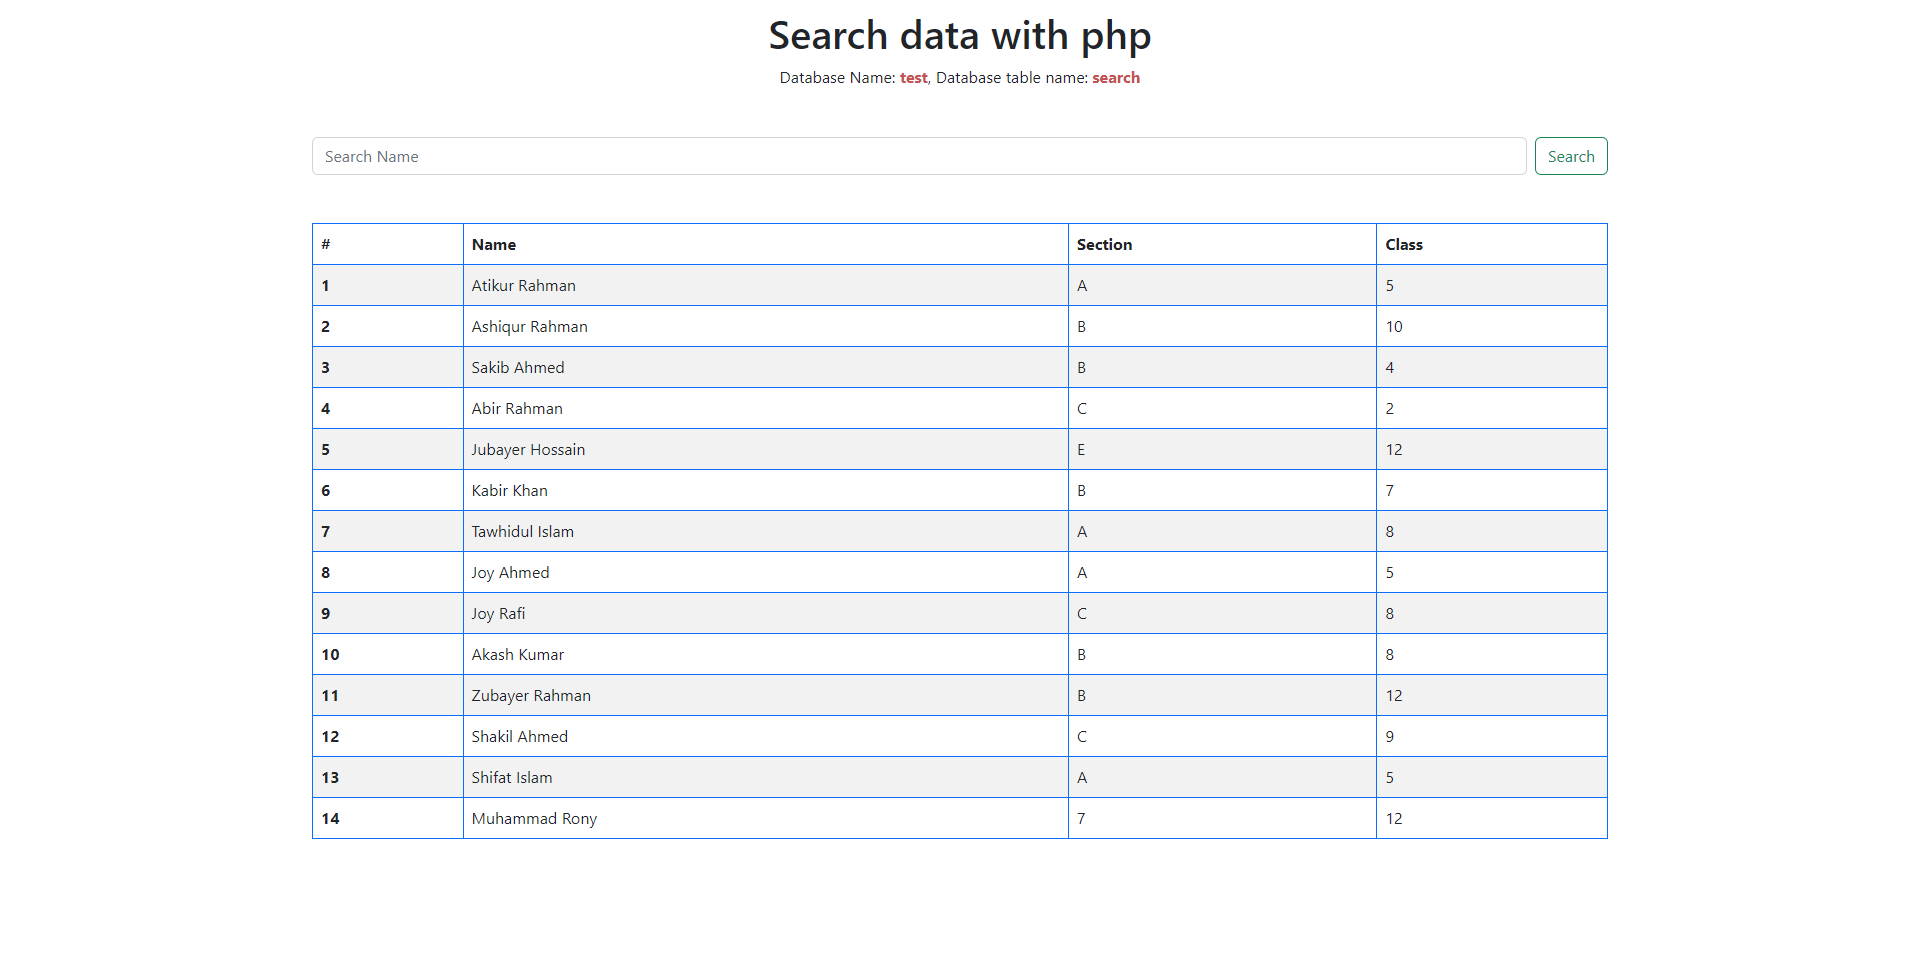 Search data with php
Database Name: test, Database table name: search
Search Name Search
# Name Section Class
1 Atikur Rahman A 5
2 Ashiqur Rahman B 10
3 Sakib Ahmed B 4
4 Abir Rahman C 2
5 Jubayer Hossain E 12
6 Kabir Khan B 7
7 Tawhidul Islam A 8
8 Joy Ahmed A 5
9 Joy Rafi C 8
10 Akash Kumar B 8
11 Zubayer Rahman B 12
12 Shakil Ahmed C 9
13 Shifat Islam A 5
14 Muhammad Rony 7 12